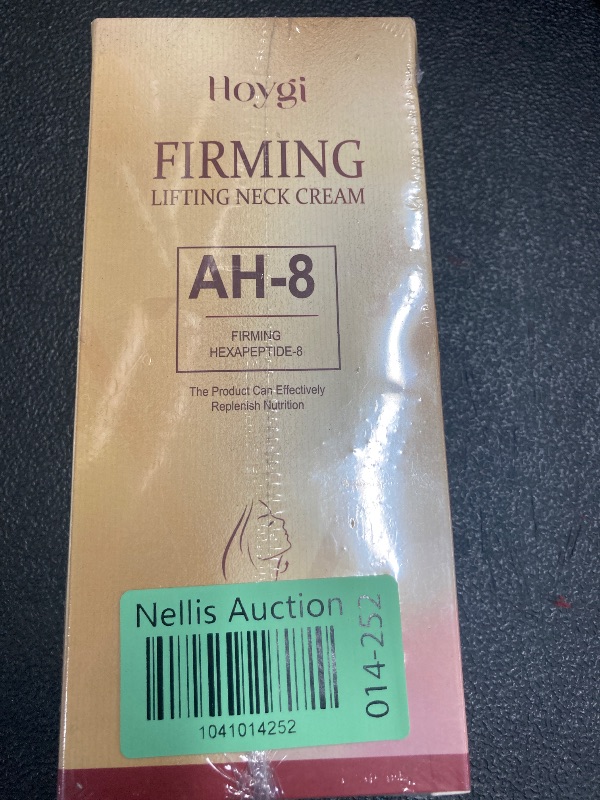 Hoygi
FIRMING
LIFTING NECK CREAM
AH-8
FIRMING
HEXAPEPTIDE-8
The Product Can Effectively
Replenish Nutrition
Nellis Auction
014-252
1041014252